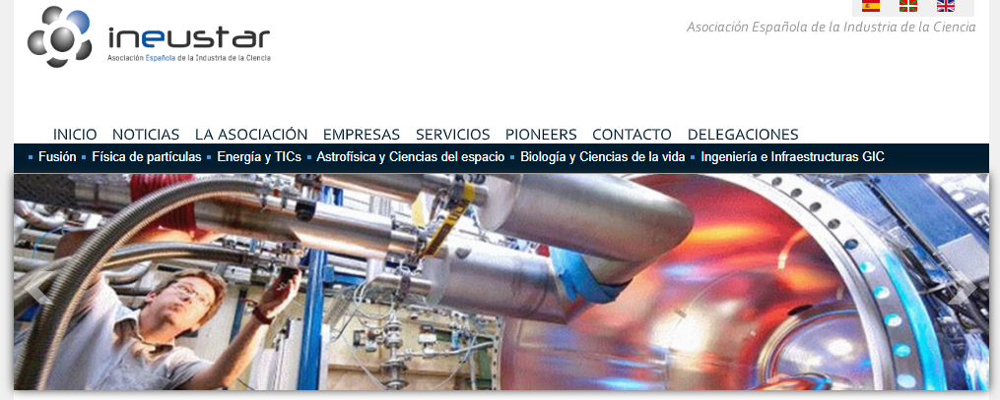 ineustar
Asociación Española de la Industria de la Ciencia
Asociación Española de la Industria de la Ciencia
INICIO NOTICIAS LA ASOCIACIÓN EMPRESAS SERVICIOS PIONEERS CONTACTO DELEGACIONES
Fusión Física de partículas Energía y TICs Astrofísica y Ciencias del espacio Biología y Ciencias de la vida Ingeniería e Infraestructuras GIC